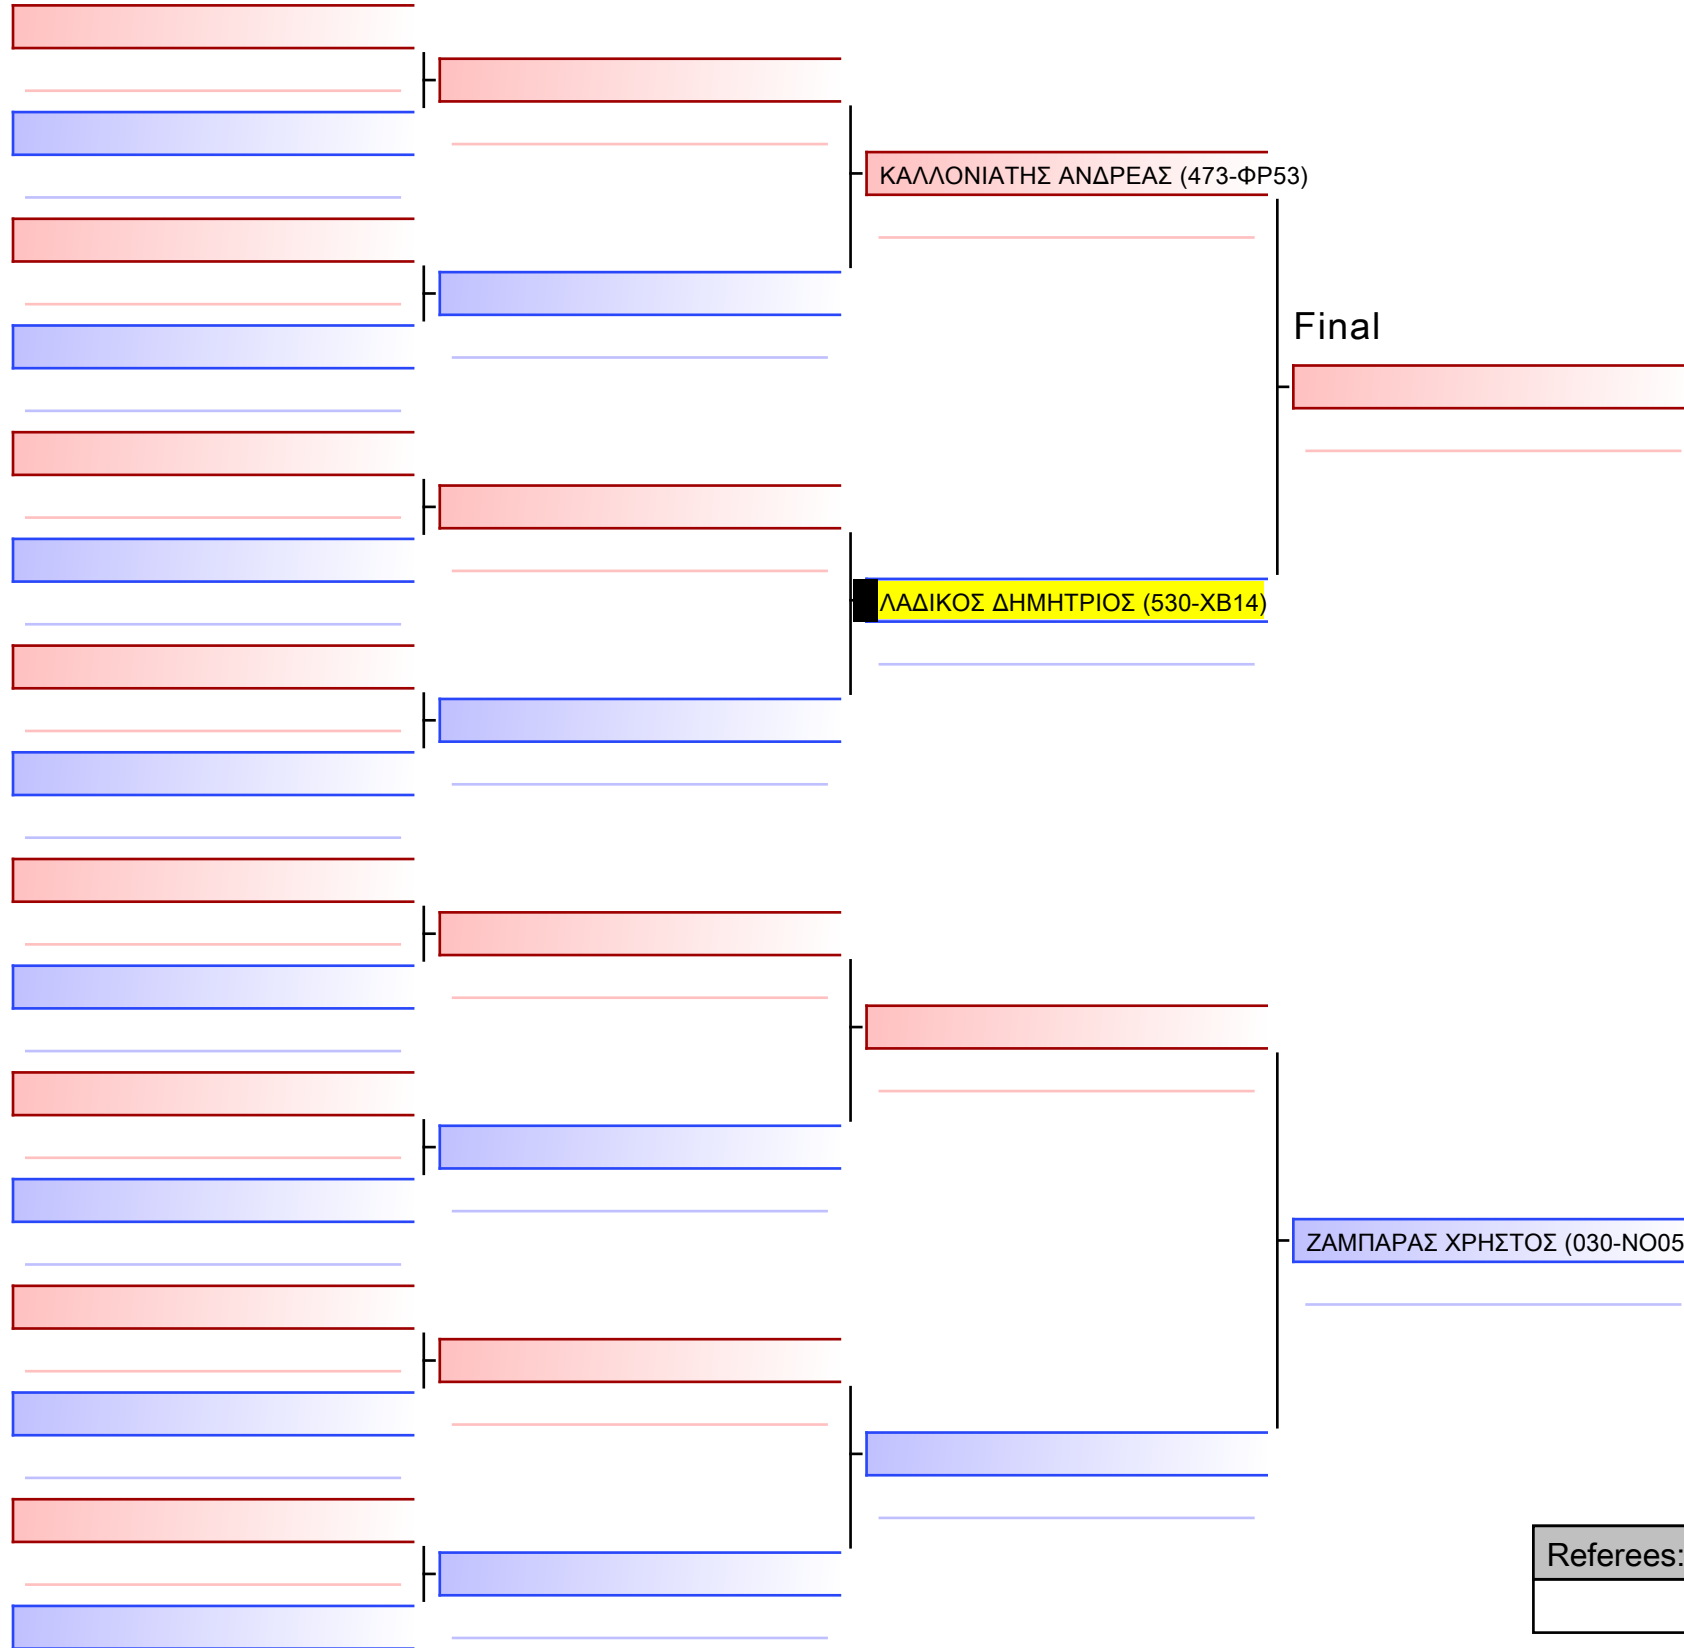 ΚΑΛΛΟΝΙΑΤΗΣ ΑΝΔΡΕΑΣ (473-ΦΡ53)
Final
ΛΑΔΙΚΟΣ ΔΗΜΗΤΡΙΟΣ (530-ΧΒ14)
ΖΑΜΠΑΡΑΣ ΧΡΗΣΤΟΣ (030-ΝΟ05
Referees: